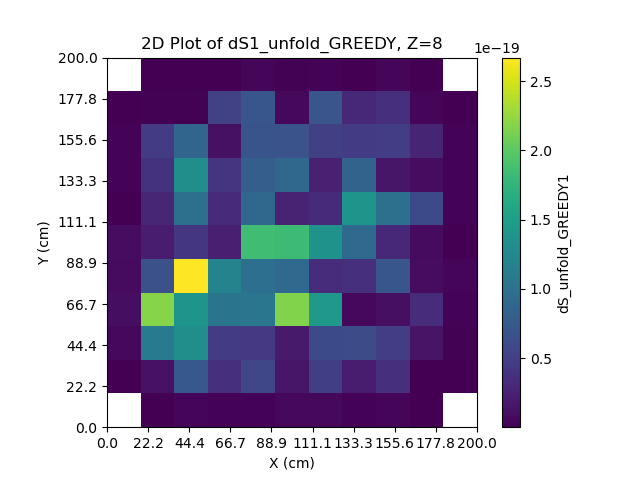 2D Plot of dS1_unfold_GREEDY, Z=8
1e−19
200.0
177.8
155.6
133.3
111.1
88.9
66.7
44.4
22.2
0.0
Y (cm)
0.0 22.2 44.4 66.7 88.9 111.1 133.3 155.6 177.8 200.0
X (cm)
2.5
2.0
1.5
1.0
0.5
dS_unfold_GREEDY1